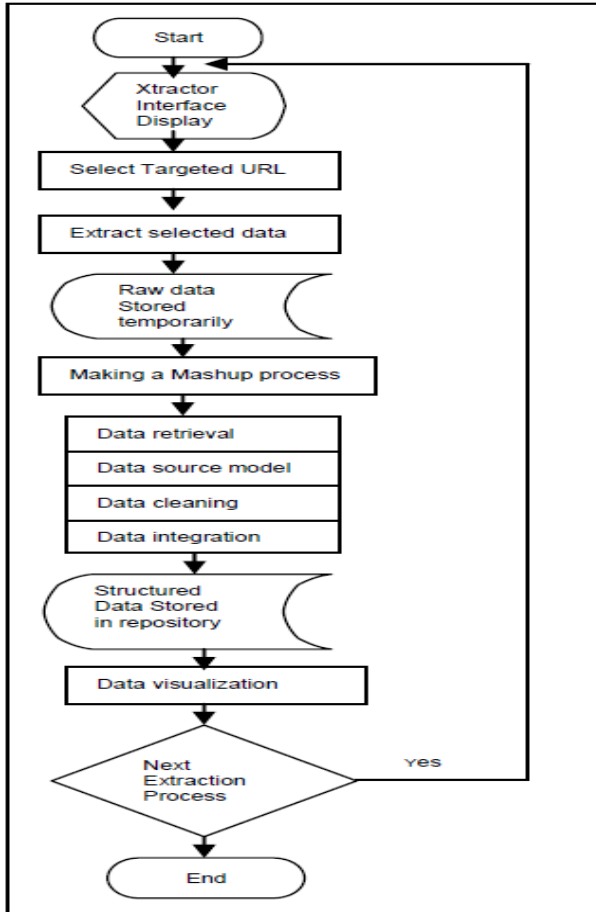 Start
Xtractor
Interface
Display
Select Targeted URL
Extract selected data
Raw data
Stored
temporarily
Making a Mashup process
Data retrieval
Data source model
Data cleaning
Data integration
Structured
Data Stored
in repository
Data visualization
Next
Extraction
Process
Yes
End